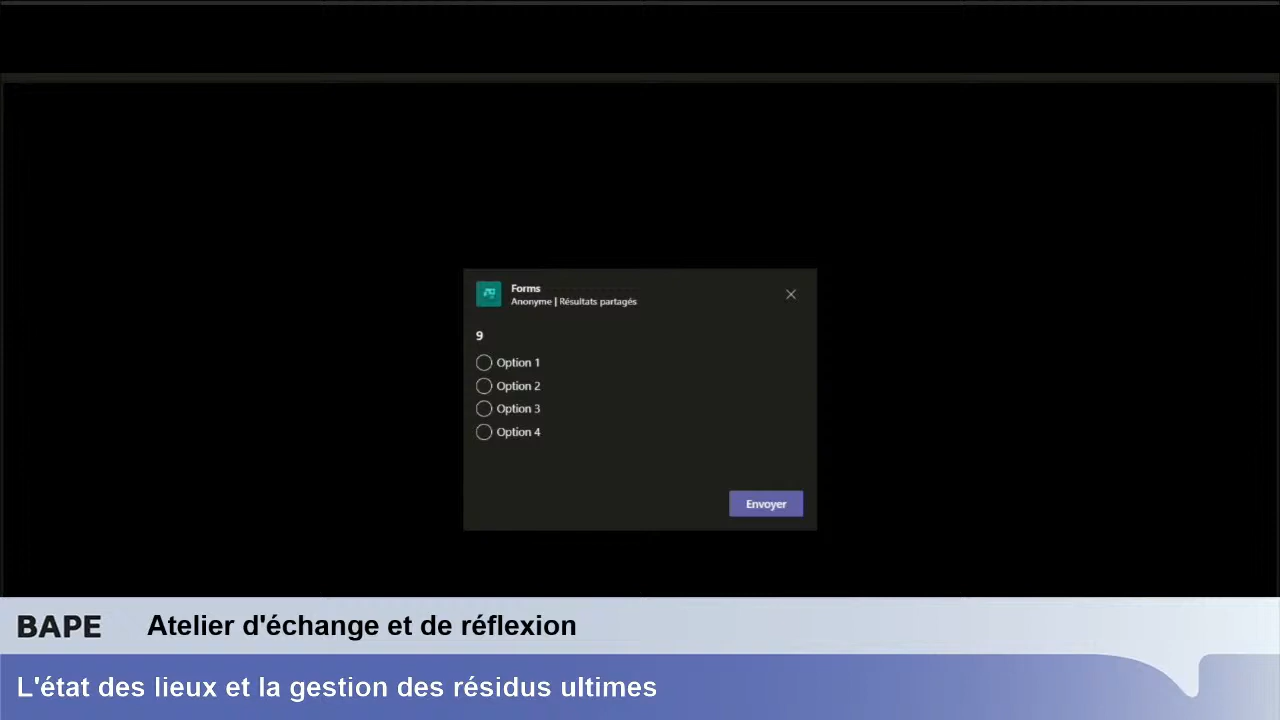 Forms
Anonyme | Résultats partagés
9
Option 1
Option 2
Option 3
Option 4
Envoyer
BAPE Atelier d'échange et de réflexion
L'état des lieux et la gestion des résidus ultimes